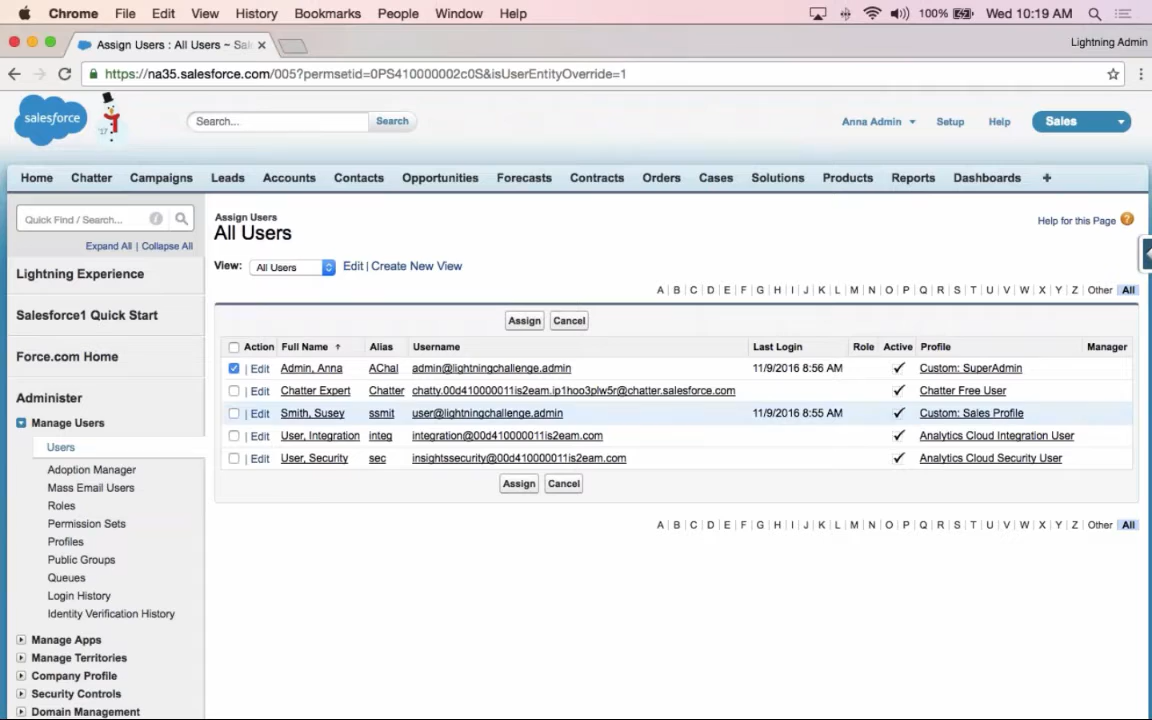 Chrome File Edit View History Bookmarks People Window Help 100% Wed 10:19 AM
Assign Users : All Users ~ Sal
Lightning Admin
https://na35.salesforce.com/005?permsetid=0PS410000002c0S&isUserEntityOverride=1
salesforce
Search... Search
Anna Admin Setup Help Sales
Home Chatter Campaigns Leads Accounts Contacts Opportunities Forecasts Contracts Orders Cases Solutions Products Reports Dashboards +
Quick Find / Search... i
Expand All | Collapse All
Lightning Experience
Salesforce1 Quick Start
Force.com Home
Administer
Manage Users
Users
Adoption Manager
Mass Email Users
Roles
Permission Sets
Profiles
Public Groups
Queues
Login History
Identity Verification History
Manage Apps
Manage Territories
Company Profile
Security Controls
Domain Management
Assign Users
All Users
Help for this Page ?
View: All Users Edit | Create New View
A | B | C | D | E | F | G | H | I | J | K | L | M | N | O | P | Q | R | S | T | U | V | W | X | Y | Z | Other All
Assign Cancel
Action Full Name ↑ Alias Username Last Login Role Active Profile Manager
| Edit Admin, Anna AChal admin@lightningchallenge.admin 11/9/2016 8:56 AM ✓ Custom: SuperAdmin
| Edit Chatter Expert Chatter chatty.00d410000011is2eam.ip1hoo3plw5r@chatter.salesforce.com ✓ Chatter Free User
| Edit Smith, Susey ssmit user@lightningchallenge.admin 11/9/2016 8:55 AM ✓ Custom: Sales Profile
| Edit User, Integration integ integration@00d410000011is2eam.com ✓ Analytics Cloud Integration User
| Edit User, Security sec insightssecurity@00d410000011is2eam.com ✓ Analytics Cloud Security User
Assign Cancel
A | B | C | D | E | F | G | H | I | J | K | L | M | N | O | P | Q | R | S | T | U | V | W | X | Y | Z | Other All